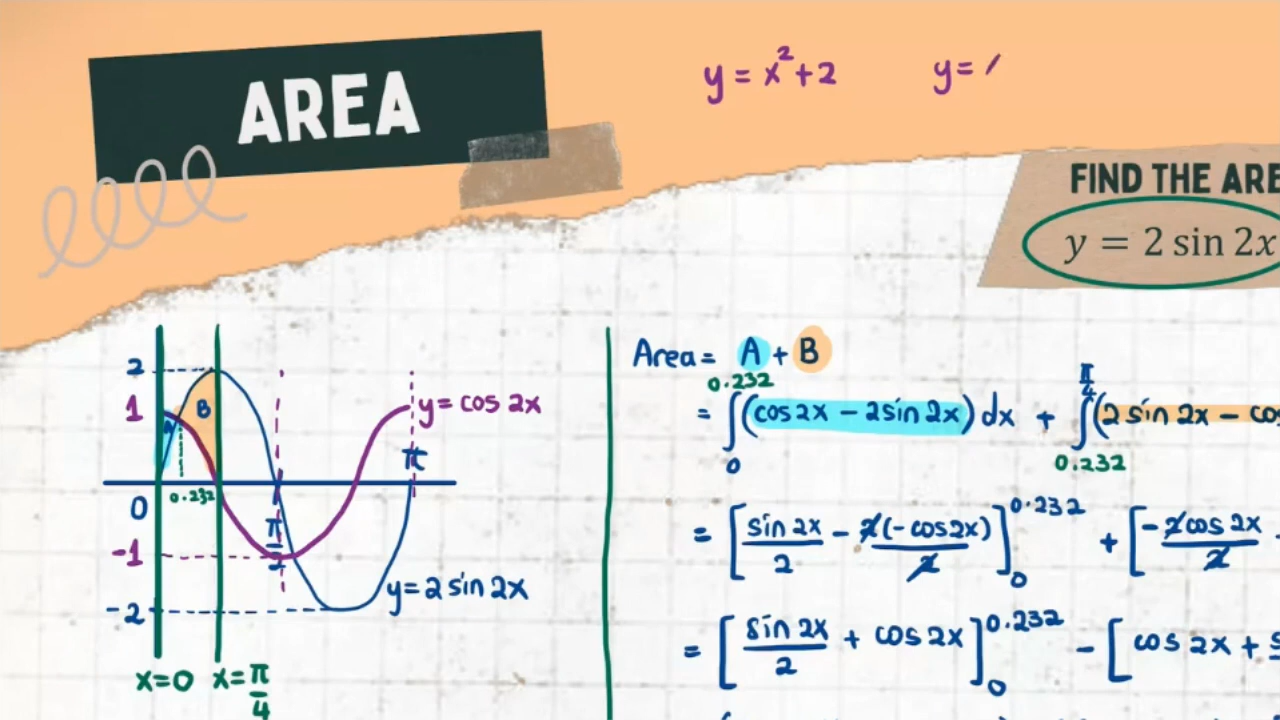 AREA
y = x²+2
y=
FIND THE ARE
y = 2 sin 2x
2
1
0
-1
-2
A
B
0.232
π/2
π
y= cos 2x
y=2 sin 2x
x=0
x=π/4
Area= A + B
= ∫₀^0.232 (cos 2x − 2sin 2x) dx + ∫_0.232^π/4 (2 sin 2x − cos
= [sin 2x/2 − 2(−cos2x)/2]₀^0.232 + [−2cos 2x/2 −
= [sin 2x/2 + cos 2x]₀^0.232 − [cos 2x +